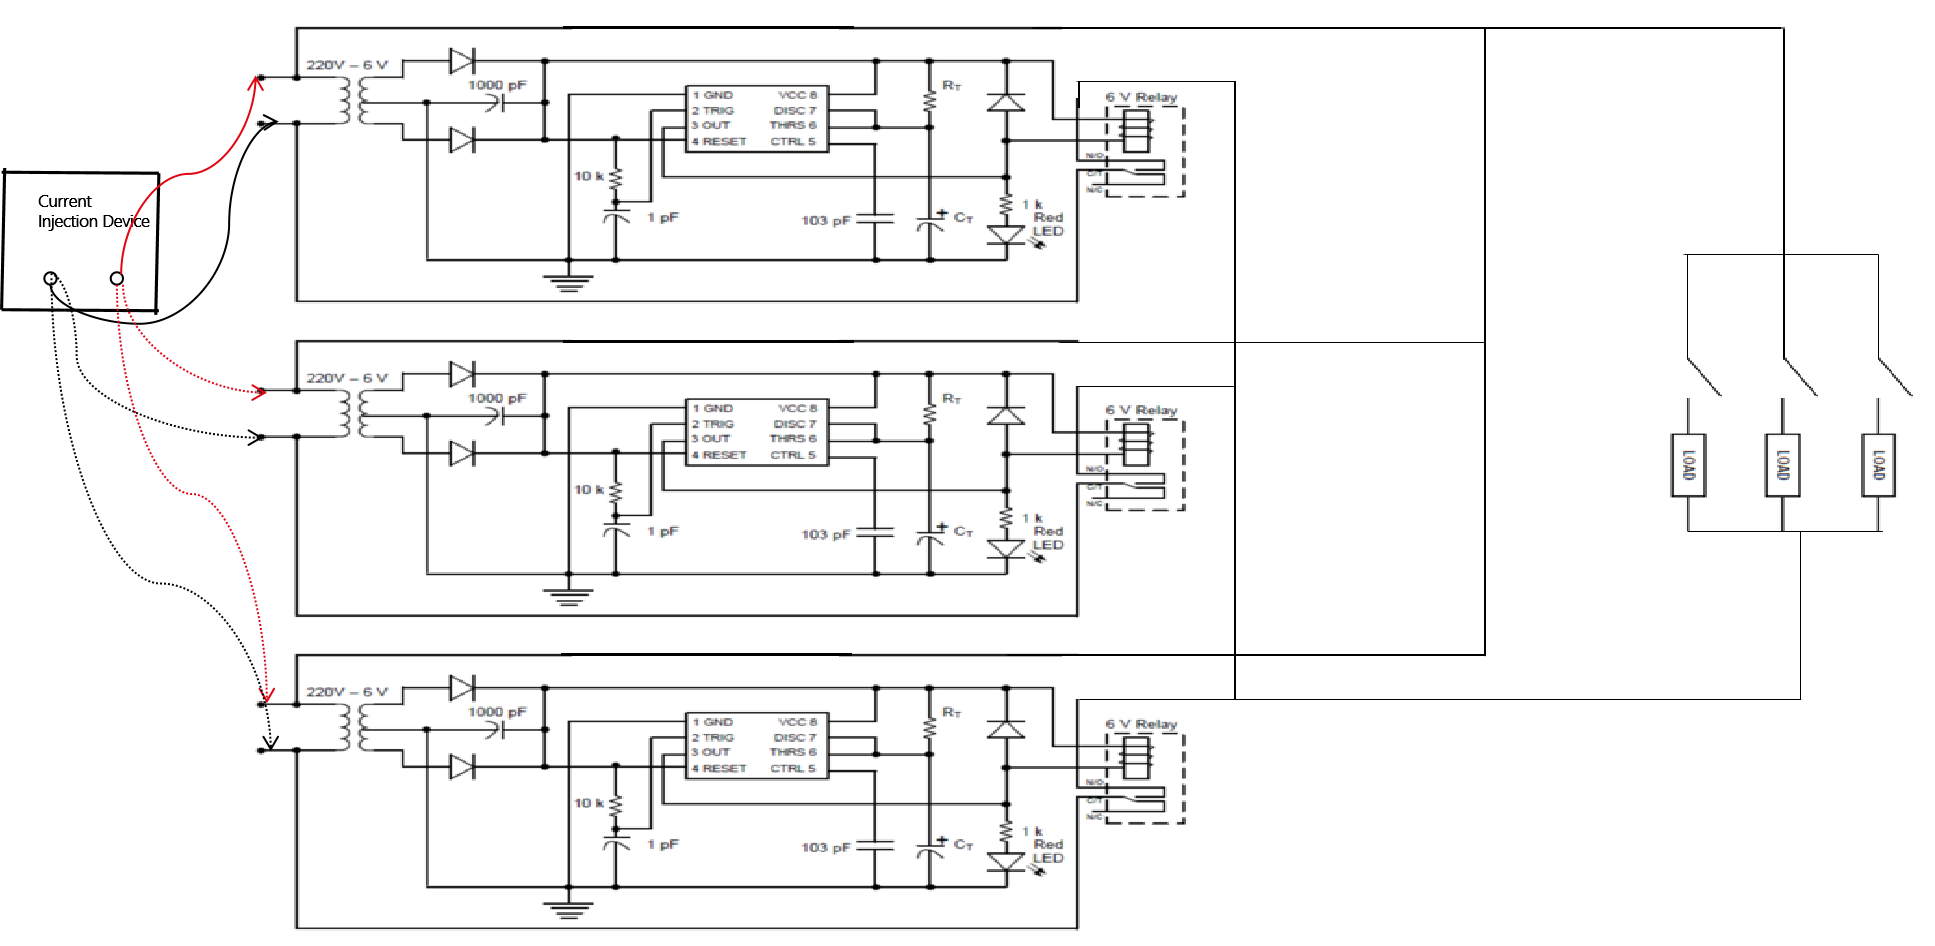 Current
Injection Device
220V – 6 V
1000 pF
1 GND
2 TRIG
3 OUT
4 RESET
VCC 8
DISC 7
THRS 6
CTRL 5
RT
6 V Relay
N/O
C/T
N/C
10 k
1 pF
103 pF
+
CT
1 k
Red
LED
220V – 6 V
1000 pF
1 GND
2 TRIG
3 OUT
4 RESET
VCC 8
DISC 7
THRS 6
CTRL 5
RT
6 V Relay
N/O
C/T
N/C
10 k
1 pF
103 pF
+
CT
1 k
Red
LED
LOAD
LOAD
LOAD
220V – 6 V
1000 pF
1 GND
2 TRIG
3 OUT
4 RESET
VCC 8
DISC 7
THRS 6
CTRL 5
RT
6 V Relay
N/O
C/T
N/C
10 k
1 pF
103 pF
+
CT
1 k
Red
LED